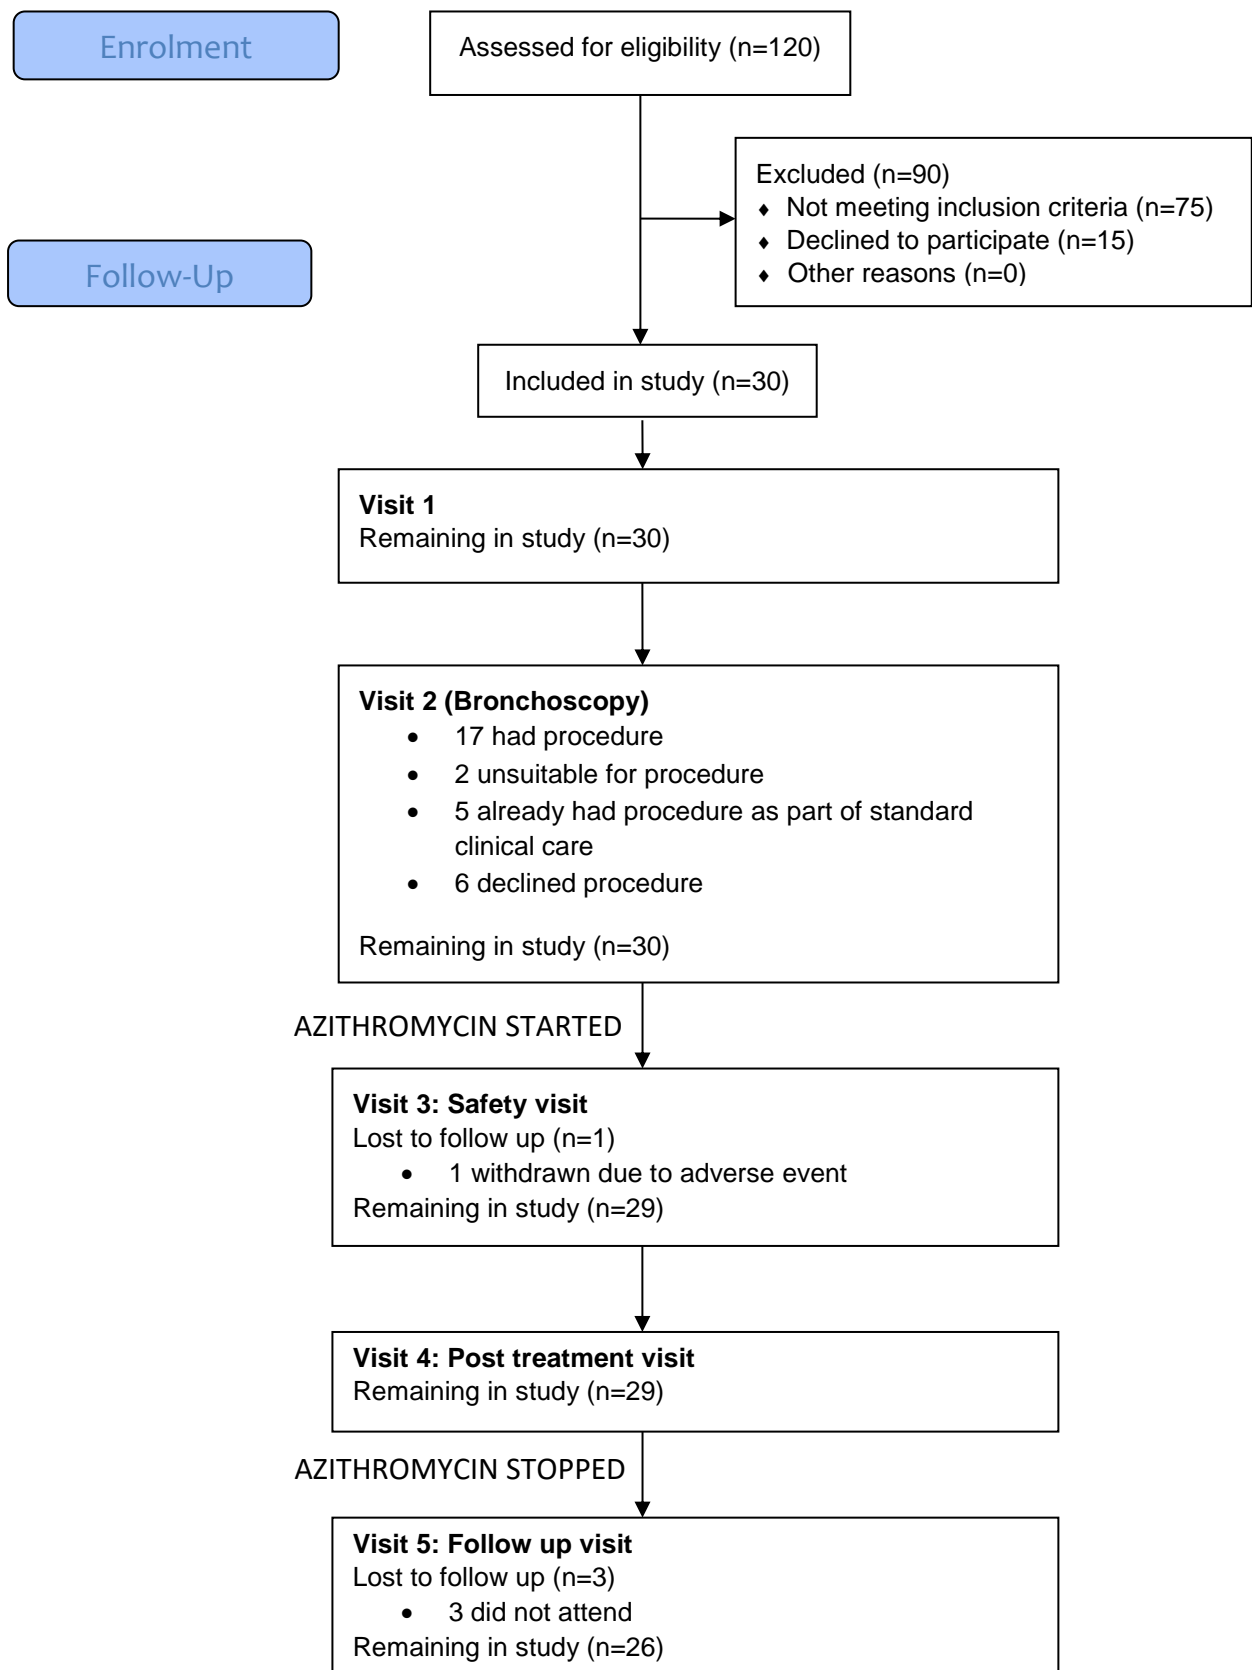 Enrolment
Assessed for eligibility (n=120)
Excluded (n=90)
♦ Not meeting inclusion criteria (n=75)
♦ Declined to participate (n=15)
♦ Other reasons (n=0)
Follow-Up
Included in study (n=30)
Visit 1
Remaining in study (n=30)
Visit 2 (Bronchoscopy)
• 17 had procedure
• 2 unsuitable for procedure
• 5 already had procedure as part of standard
clinical care
• 6 declined procedure
Remaining in study (n=30)
AZITHROMYCIN STARTED
Visit 3: Safety visit
Lost to follow up (n=1)
• 1 withdrawn due to adverse event
Remaining in study (n=29)
Visit 4: Post treatment visit
Remaining in study (n=29)
AZITHROMYCIN STOPPED
Visit 5: Follow up visit
Lost to follow up (n=3)
• 3 did not attend
Remaining in study (n=26)